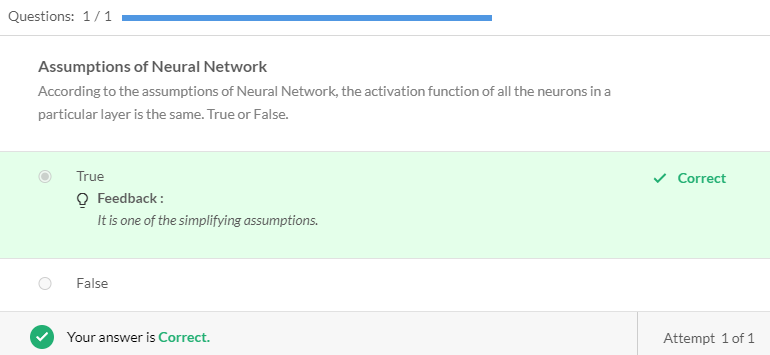 Questions: 1 / 1
Assumptions of Neural Network
According to the assumptions of Neural Network, the activation function of all the neurons in a
particular layer is the same. True or False.
True
Correct
Feedback :
It is one of the simplifying assumptions.
False
Your answer is Correct.
Attempt 1 of 1